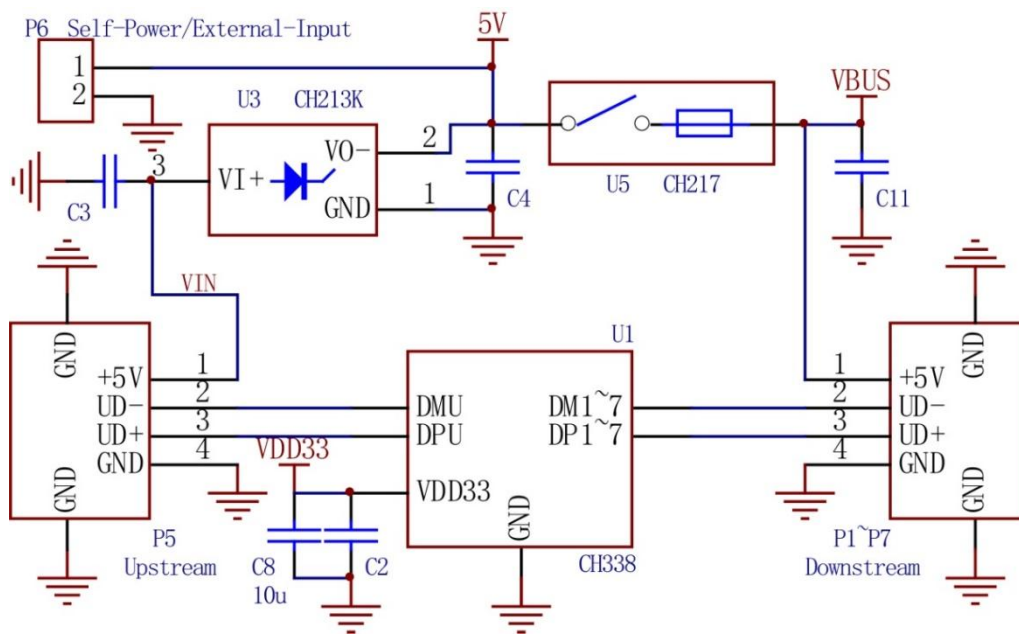 P6 Self-Power/External-Input
5V
1
2
U3 CH213K
VBUS
VO-
2
3
VI+
GND
1
C3
C4
U5 CH217
C11
VIN
GND
+5V
1
UD-
2
UD+
3
GND
4
GND
P5
Upstream
U1
DMU
DM1~7
DPU
DP1~7
VDD33
VDD33
GND
CH338
C8
10u
C2
GND
1
+5V
2
UD-
3
UD+
4
GND
GND
P1~P7
Downstream